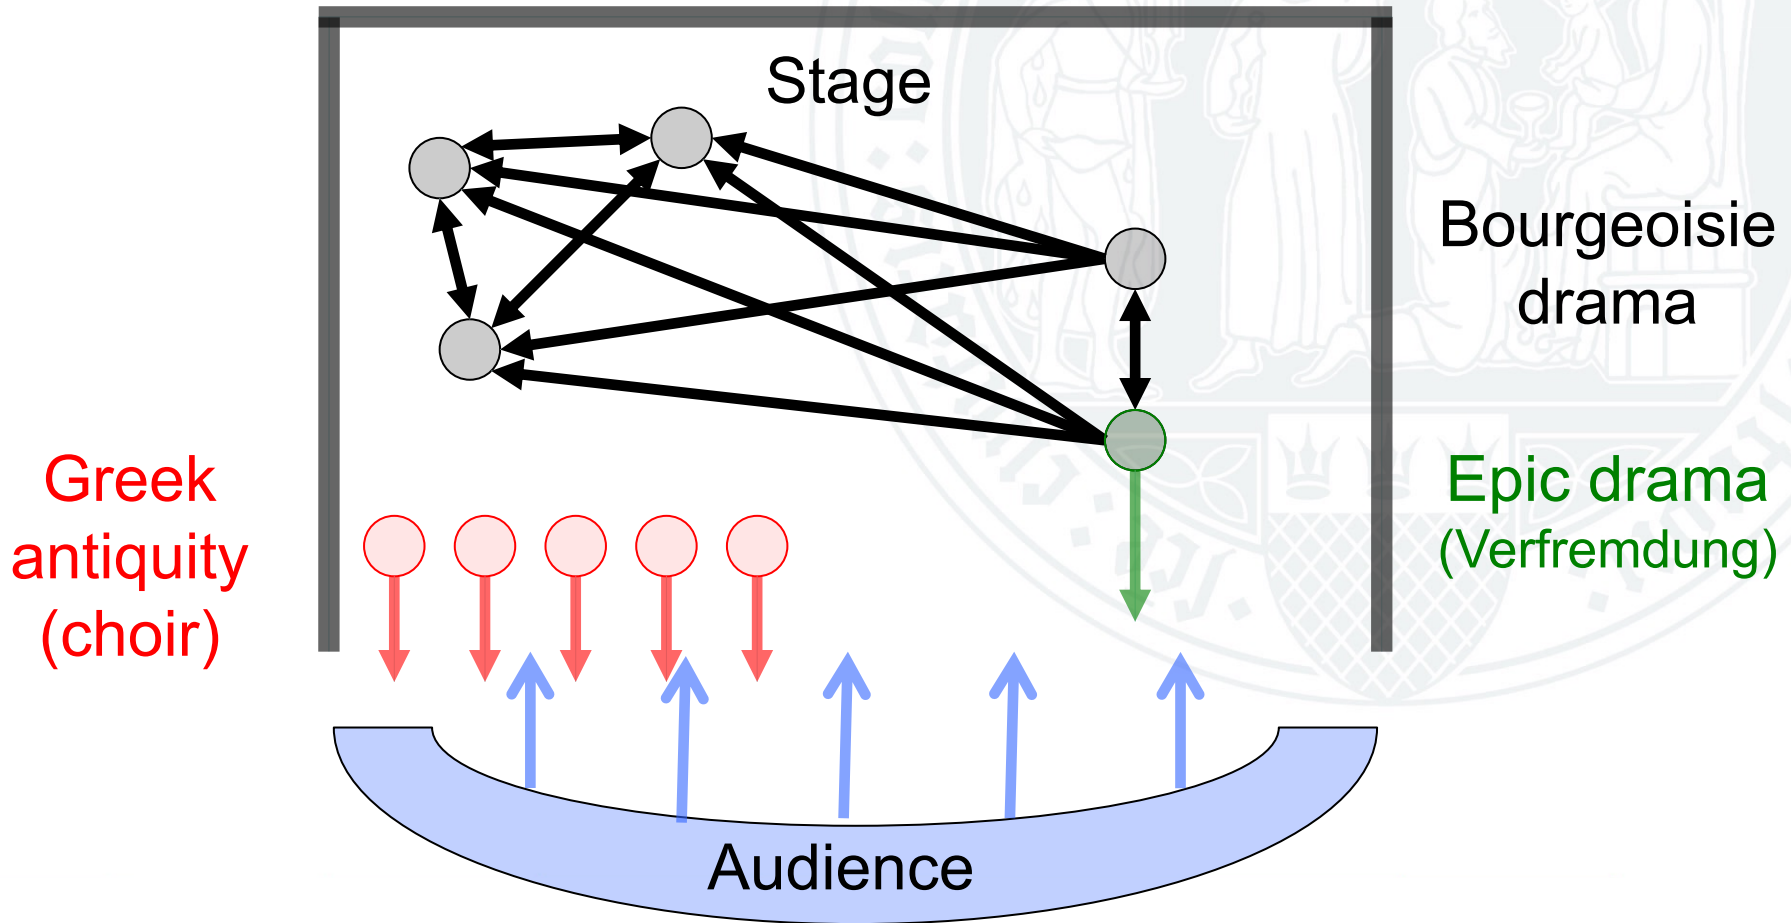 Stage
Bourgeoisie
drama
Greek
antiquity
(choir)
Epic drama
(Verfremdung)
Audience